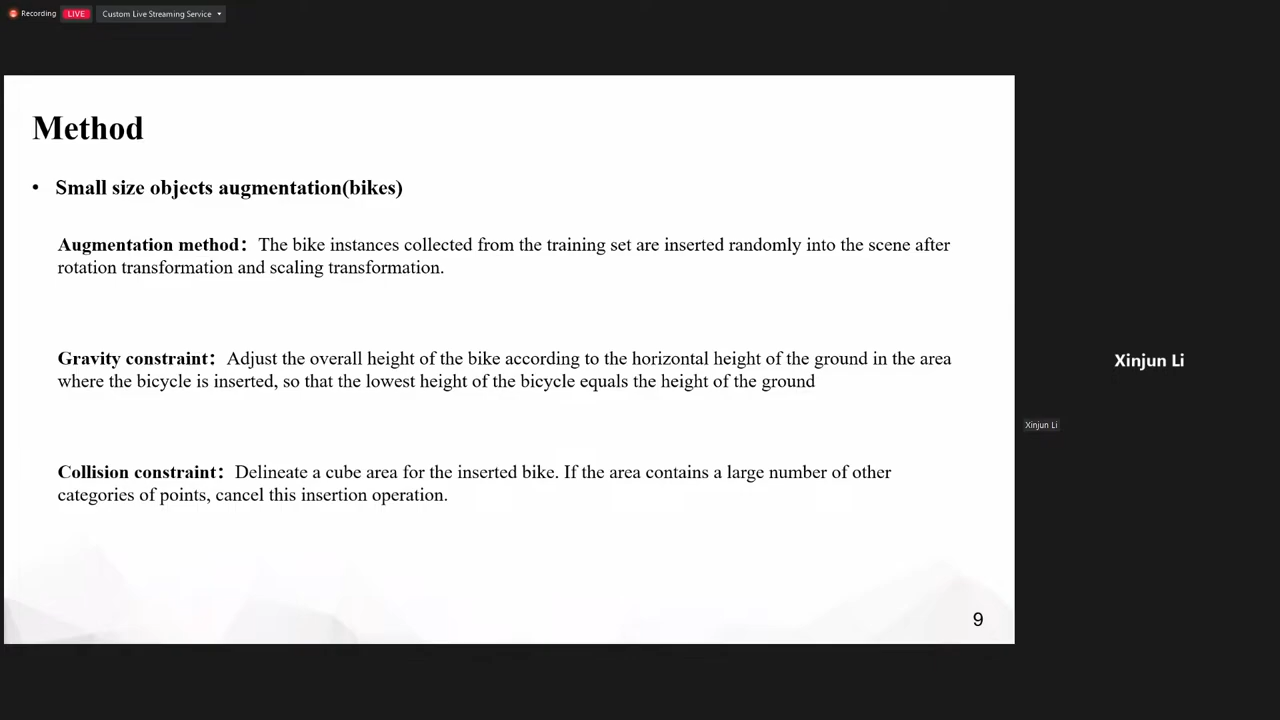 Recording
LIVE
Custom Live Streaming Service
Method
• Small size objects augmentation(bikes)
Augmentation method： The bike instances collected from the training set are inserted randomly into the scene after
rotation transformation and scaling transformation.
Gravity constraint： Adjust the overall height of the bike according to the horizontal height of the ground in the area
where the bicycle is inserted, so that the lowest height of the bicycle equals the height of the ground
Collision constraint： Delineate a cube area for the inserted bike. If the area contains a large number of other
categories of points, cancel this insertion operation.
9
Xinjun Li
Xinjun Li